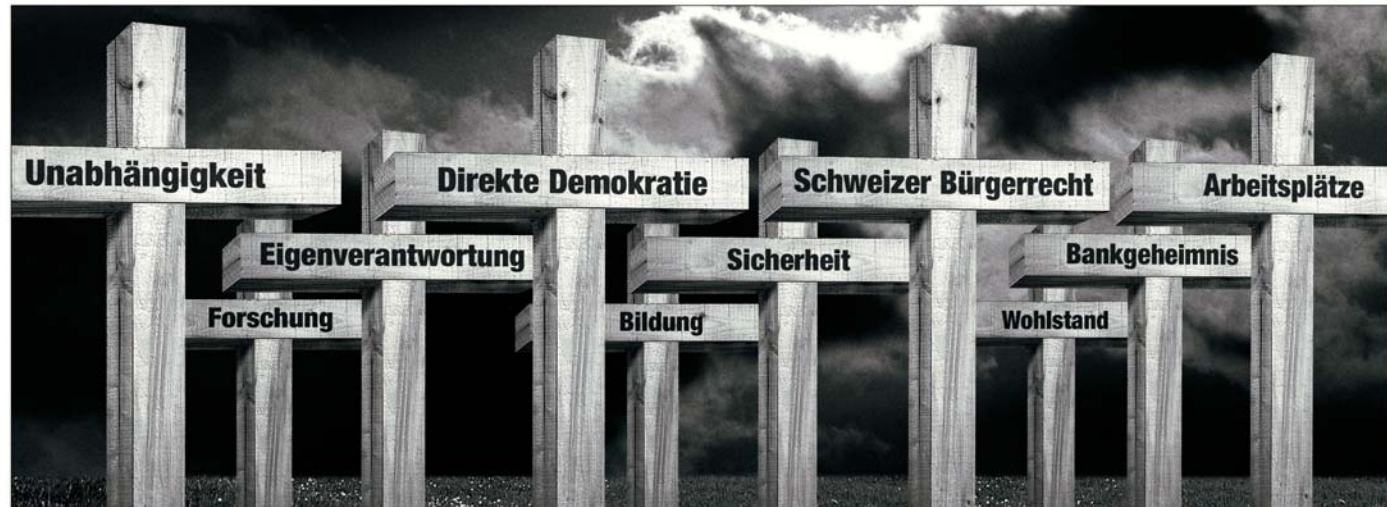 Unabhängigkeit
Direkte Demokratie
Schweizer Bürgerrecht
Arbeitsplätze
Eigenverantwortung
Sicherheit
Bankgeheimnis
Forschung
Bildung
Wohlstand